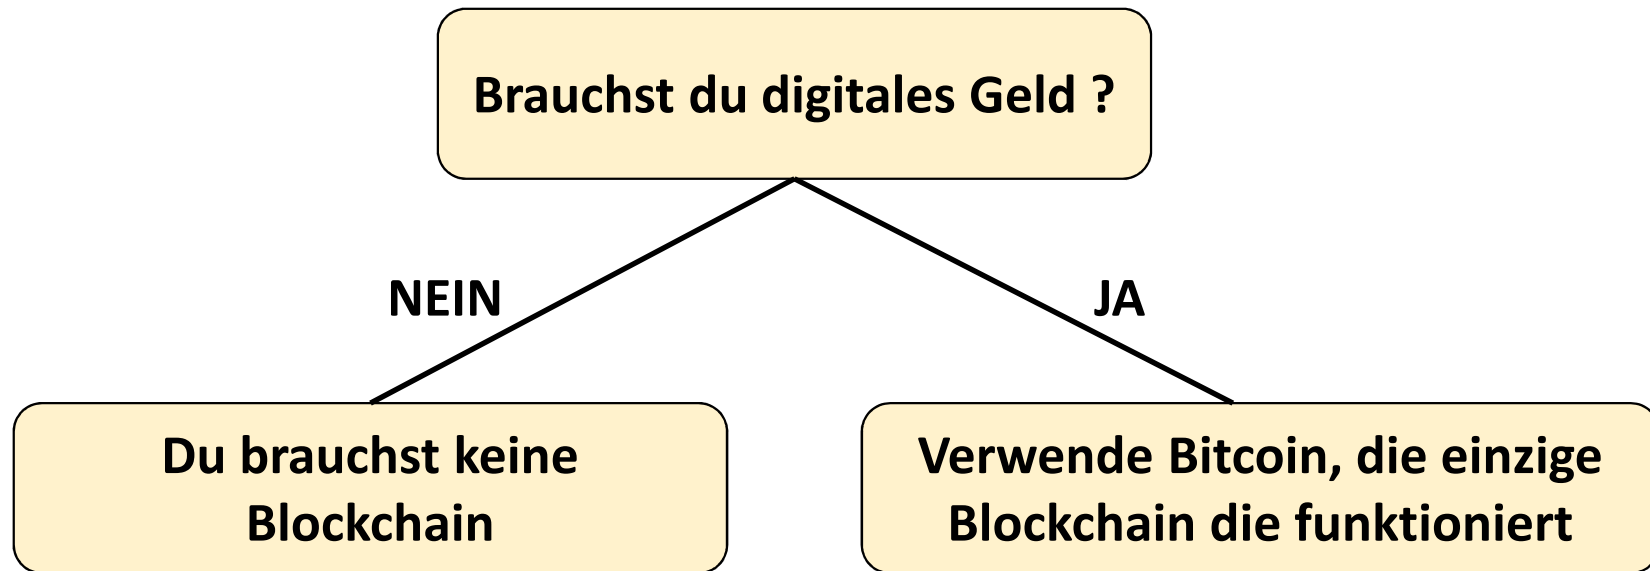 Brauchst du digitales Geld ?
NEIN
JA
Du brauchst keine
Blockchain
Verwende Bitcoin, die einzige
Blockchain die funktioniert